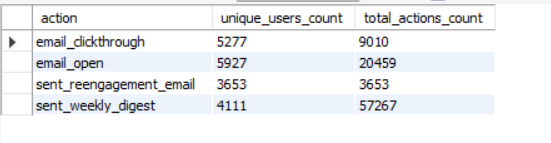 action unique_users_count total_actions_count
email_clickthrough 5277 9010
email_open 5927 20459
sent_reengagement_email 3653 3653
sent_weekly_digest 4111 57267